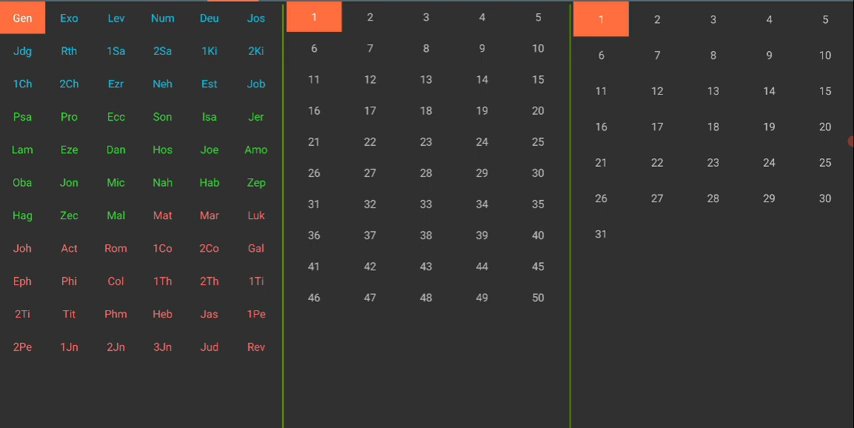 Gen Exo Lev Num Deu Jos
Jdg Rth 1Sa 2Sa 1Ki 2Ki
1Ch 2Ch Ezr Neh Est Job
Psa Pro Ecc Son Isa Jer
Lam Eze Dan Hos Joe Amo
Oba Jon Mic Nah Hab Zep
Hag Zec Mal Mat Mar Luk
Joh Act Rom 1Co 2Co Gal
Eph Phi Col 1Th 2Th 1Ti
2Ti Tit Phm Heb Jas 1Pe
2Pe 1Jn 2Jn 3Jn Jud Rev
1 2 3 4 5
6 7 8 9 10
11 12 13 14 15
16 17 18 19 20
21 22 23 24 25
26 27 28 29 30
31 32 33 34 35
36 37 38 39 40
41 42 43 44 45
46 47 48 49 50
1 2 3 4 5
6 7 8 9 10
11 12 13 14 15
16 17 18 19 20
21 22 23 24 25
26 27 28 29 30
31